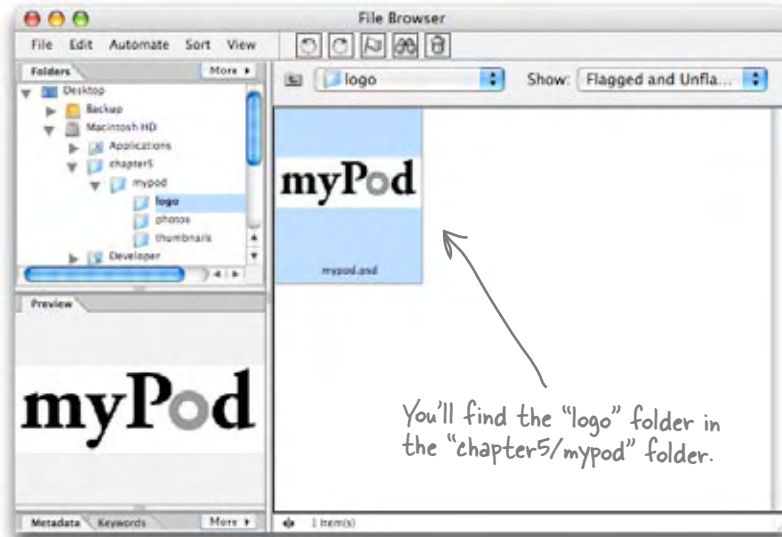 File Browser
File Edit Automate Sort View
Folders More
Desktop
Backup
Macintosh HD
Applications
chapter5
mypod
logo
photos
thumbnails
Developer
logo
Show: Flagged and Unfla...
myPod
mypod.psd
Preview
myPod
You'll find the "logo" folder in
the "chapter5/mypod" folder.
Metadata Keywords More
1 item(s)